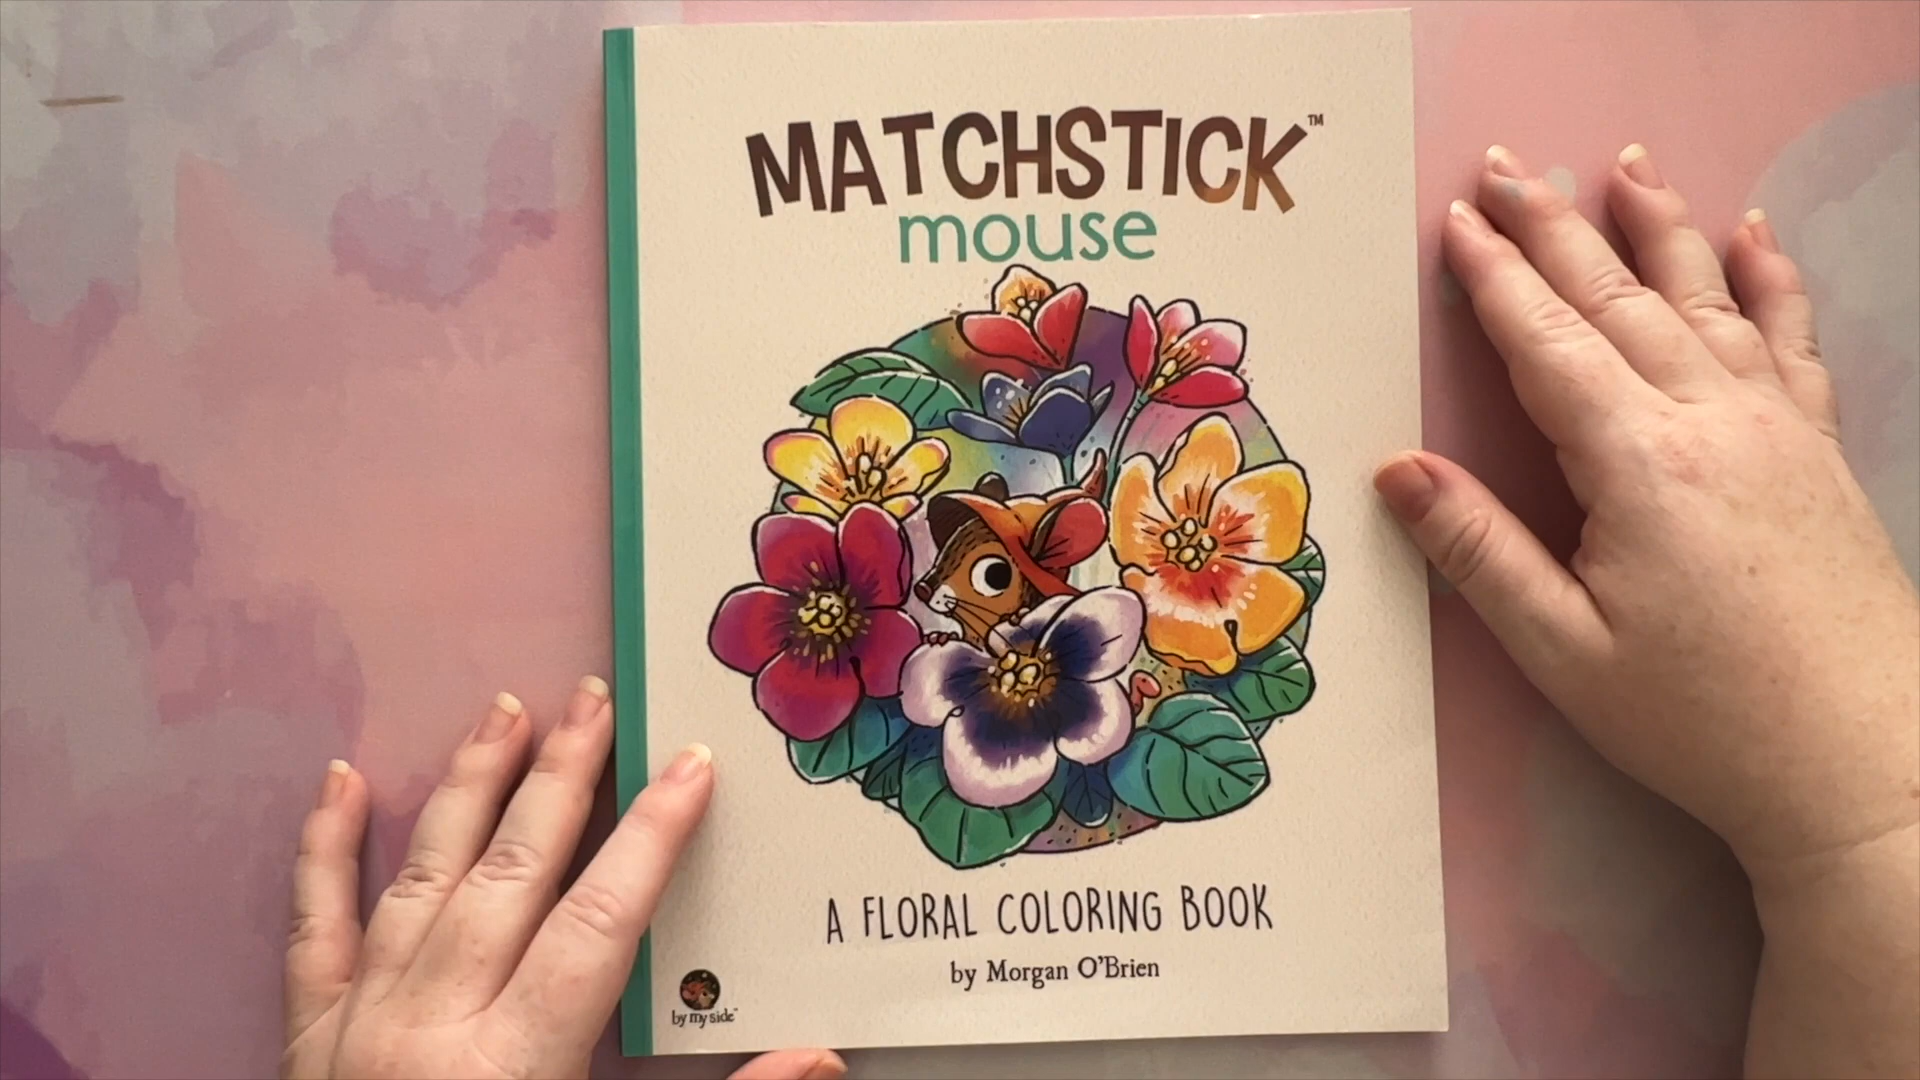 MATCHSTICK™
mouse
A FLORAL COLORING BOOK
by Morgan O'Brien
by my side™